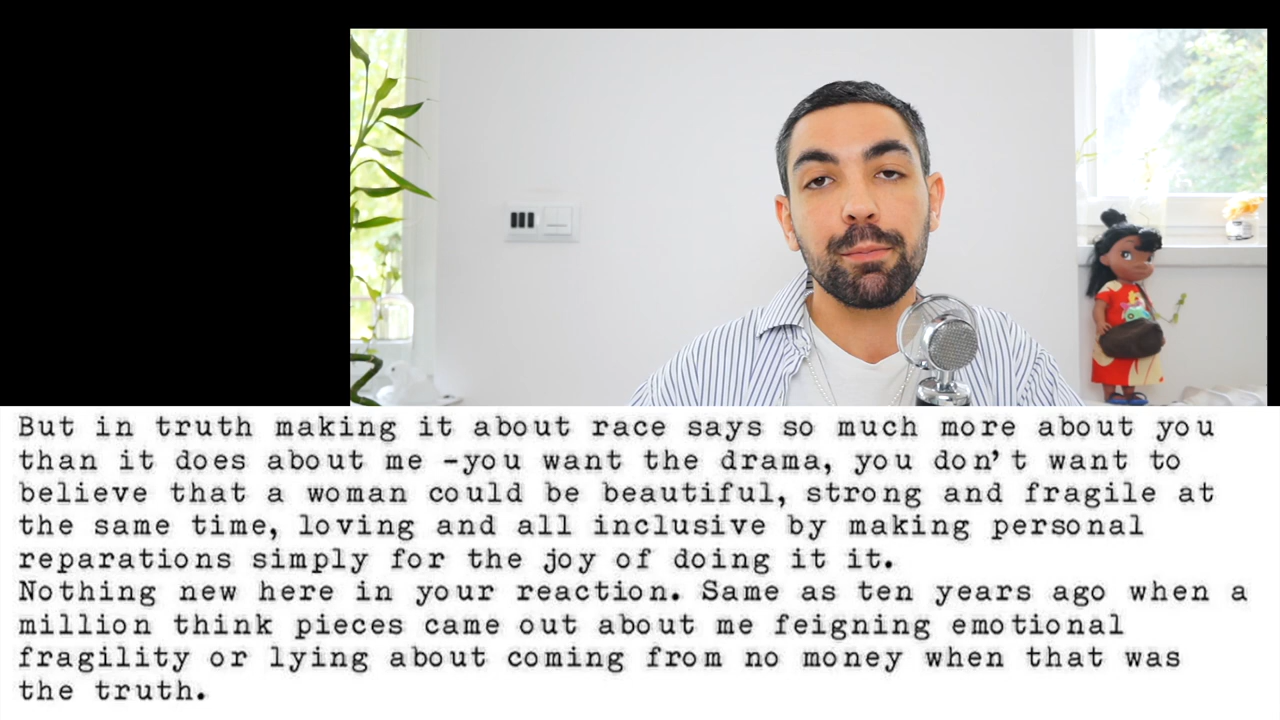 But in truth making it about race says so much more about you
than it does about me -you want the drama, you don't want to
believe that a woman could be beautiful, strong and fragile at
the same time, loving and all inclusive by making personal
reparations simply for the joy of doing it it.
Nothing new here in your reaction. Same as ten years ago when a
million think pieces came out about me feigning emotional
fragility or lying about coming from no money when that was
the truth.